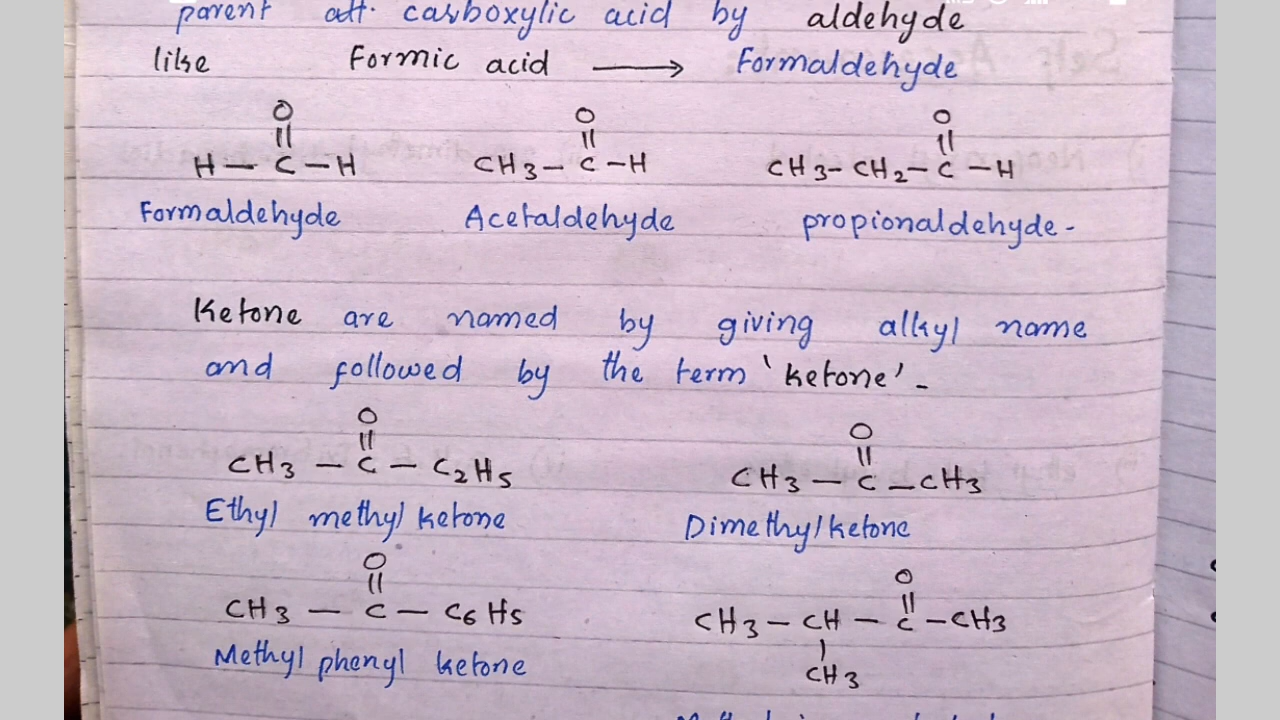 parent att. carboxylic acid by aldehyde
like Formic acid ⟶ Formaldehyde
O O O
|| || ||
H — C — H CH3 — C — H CH3 — CH2 — C — H
Formaldehyde Acetaldehyde propionaldehyde -
Ketone are named by giving alkyl name
and followed by the term 'ketone' -
O O
|| ||
CH3 — C — C2H5 CH3 — C — CH3
Ethyl methyl ketone Dimethyl ketone
O O
|| ||
CH3 — C — C6H5 CH3 — CH — C — CH3
|
Methyl phenyl ketone CH3